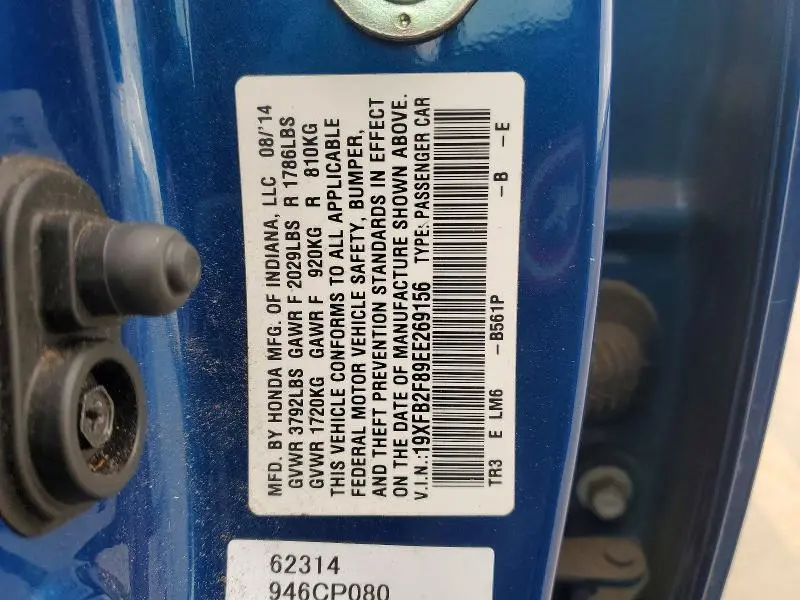 MFD. BY HONDA MFG. OF INDIANA, LLC 08/'14
GVWR 3792LBS GAWR F 2029LBS R 1786LBS
GVWR 1720KG GAWR F 920KG R 810KG
THIS VEHICLE CONFORMS TO ALL APPLICABLE
FEDERAL MOTOR VEHICLE SAFETY, BUMPER,
AND THEFT PREVENTION STANDARDS IN EFFECT
ON THE DATE OF MANUFACTURE SHOWN ABOVE.
V.I.N.:19XFB2F89EE269156 TYPE: PASSENGER CAR
TR3 E LM6 -B561P -B -E
62314
946CP080